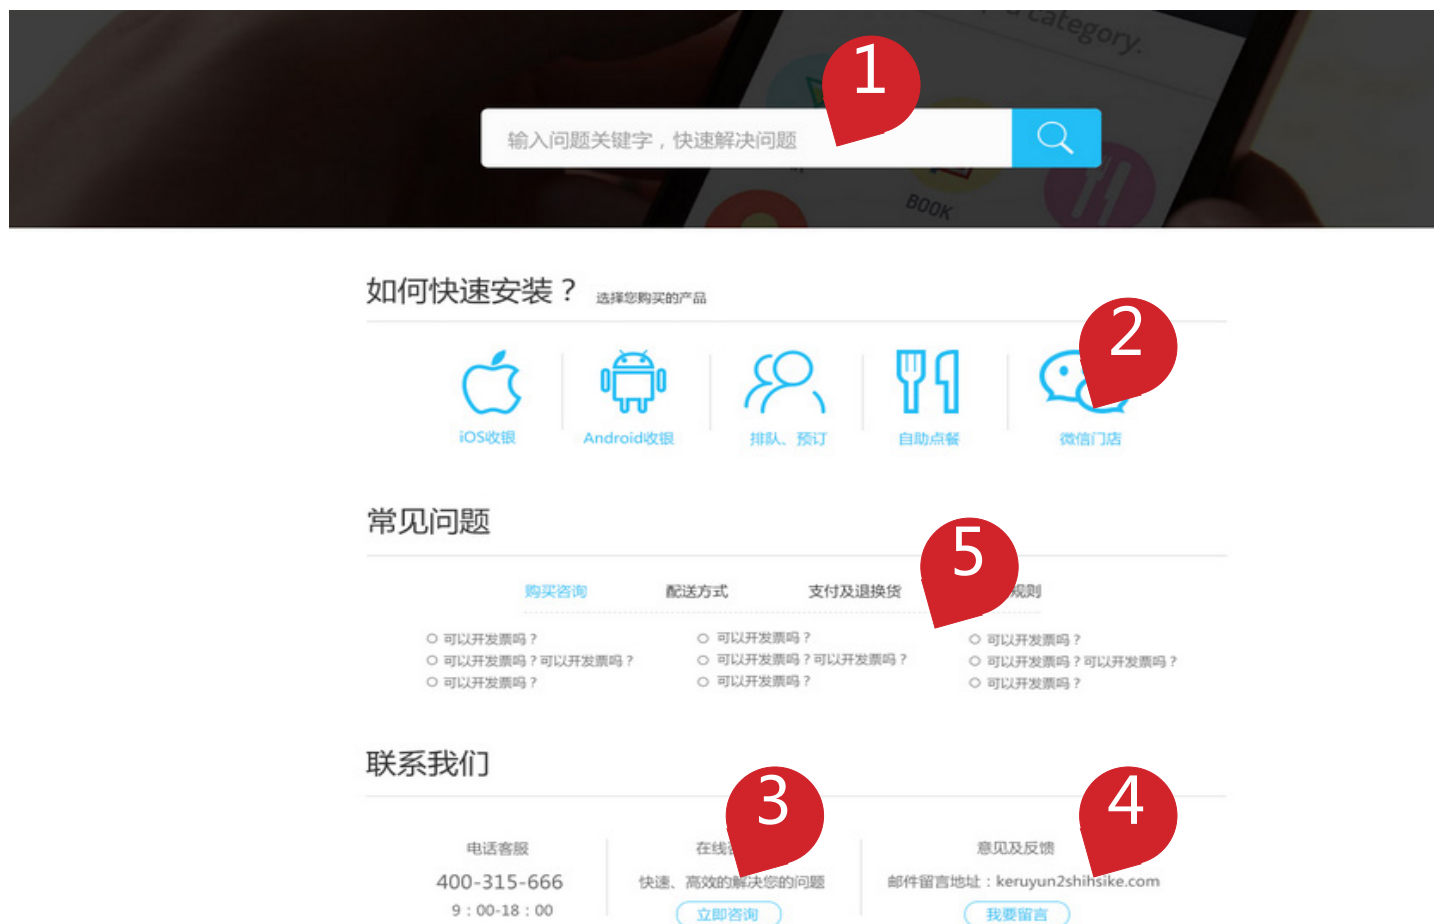 a category.
1
输入问题关键字，快速解决问题
BOOK
如何快速安装？ 选择您购买的产品
2
iOS收银 Android收银 排队、预订 自助点餐 微信门店
常见问题
5
购买咨询 配送方式 支付及退换货 规则
可以开发票吗？ 可以开发票吗？ 可以开发票吗？
可以开发票吗？可以开发票吗？ 可以开发票吗？可以开发票吗？ 可以开发票吗？可以开发票吗？
可以开发票吗？ 可以开发票吗？ 可以开发票吗？
联系我们
3 4
电话客服 在线 意见及反馈
400-315-666 快速、高效的解决您的问题 邮件留言地址：keruyun2shihsike.com
9：00-18：00 立即咨询 我要留言